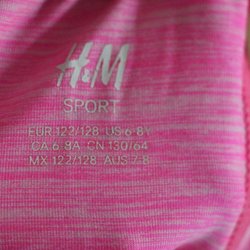 H&M
SPORT
EUR 122/128 US 6-8Y
CA 6-8A CN 130/64
MX 122/128 AUS 7-8